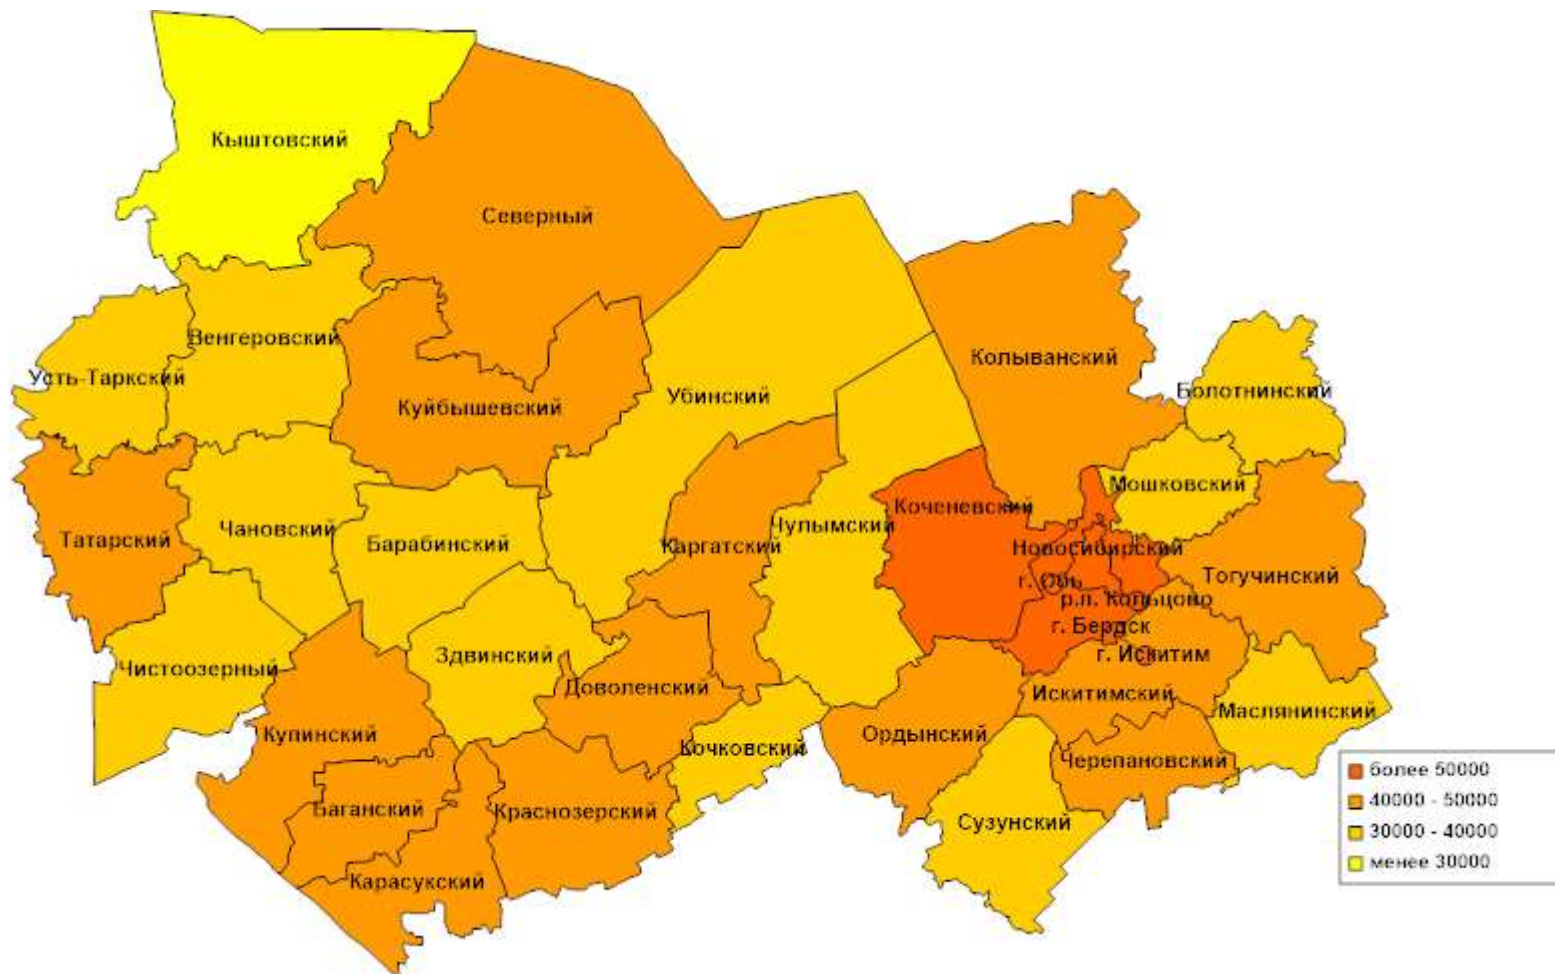 Кыштовский
Северный
Венгеровский
Колыванский
Усть-Таркский
Болотнинский
Убинский
Куйбышевский
Мошковский
Коченевский
Чулымский
Чановский
Татарский
Барабинский
Каргатский
Новосибирский
Тогучинский
г. Обь
р.п. Кольцово
г. Бердск
Здвинский
г. Искитим
Чистоозерный
Доволенский
Искитимский
Маслянинский
Купинский
Ордынский
Кочковский
Черепановский
Баганский
Краснозерский
Сузунский
Карасукский
более 50000
40000 - 50000
30000 - 40000
менее 30000